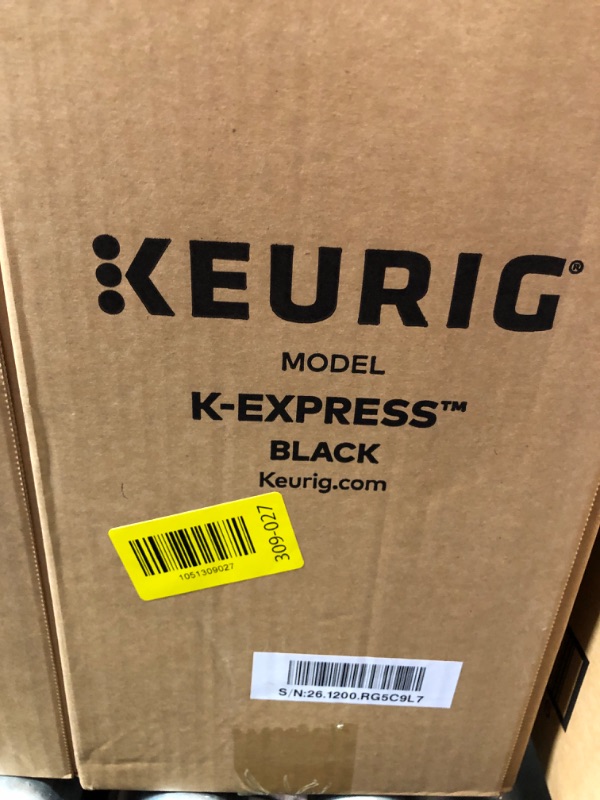 KEURIG®
MODEL
K-EXPRESS™
BLACK
Keurig.com
309-027
1051309027
S/N:26.1200.RG5C9L7